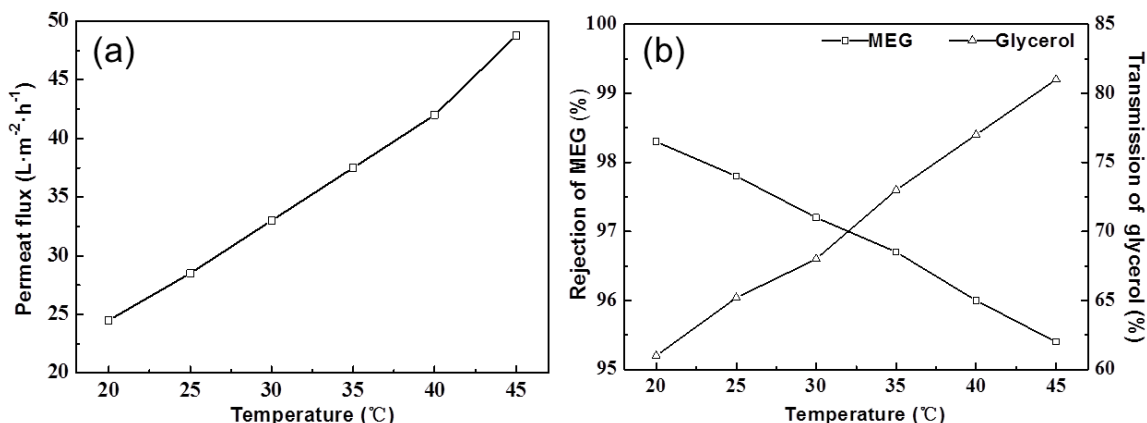 (a)
Permeat flux (L·m⁻²·h⁻¹)
50
45
40
35
30
25
20
20 25 30 35 40 45
Temperature (℃)
(b)
MEG Glycerol
Rejection of MEG (%)
100
99
98
97
96
95
85
80
75
70
65
60
Transmission of glycerol (%)
20 25 30 35 40 45
Temperature (℃)